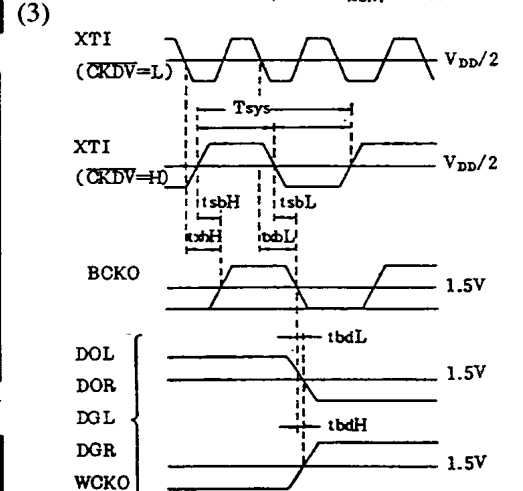 (3)
XTI
(CKDV=L)
VDD/2
Tsys
XTI
(CKDV=H)
VDD/2
tsbH
tsbL
txbH
txbL
BCKO
1.5V
tbdL
DOL
DOR
1.5V
DGL
tbdH
DGR
WCKO
1.5V